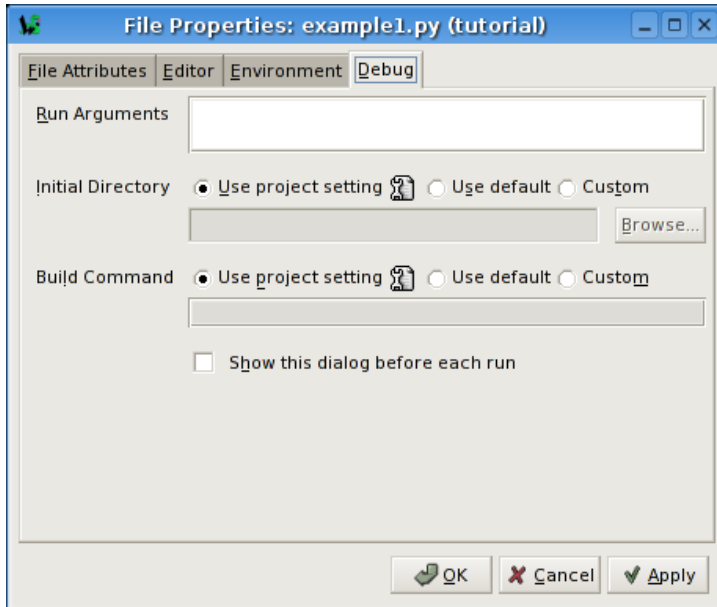 File Properties: example1.py (tutorial)
File Attributes Editor Environment Debug
Run Arguments
Initial Directory Use project setting Use default Custom
Browse...
Build Command Use project setting Use default Custom
Show this dialog before each run
OK Cancel Apply